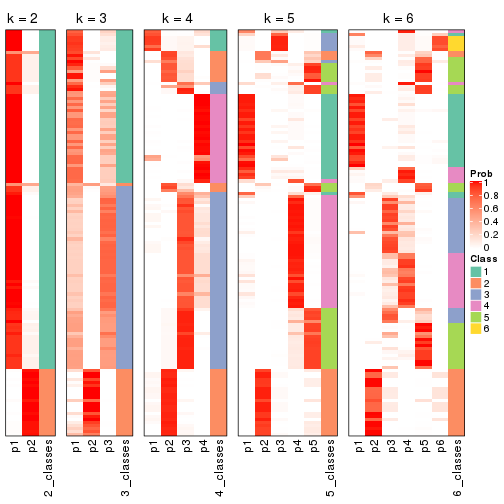 k = 2
k = 3
k = 4
k = 5
k = 6
Prob
1
0.8
0.6
0.4
0.2
0
Class
1
2
3
4
5
6
p1
p2
2_classes
p1
p2
p3
3_classes
p1
p2
p3
p4
4_classes
p1
p2
p3
p4
p5
5_classes
p1
p2
p3
p4
p5
p6
6_classes